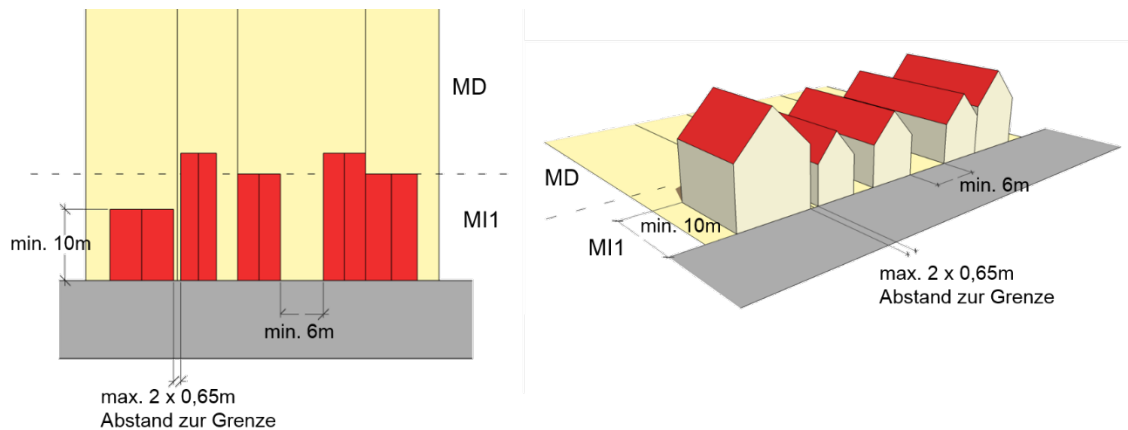 MD
MI1
min. 10m
min. 6m
max. 2 x 0,65m
Abstand zur Grenze
MD
MI1
min. 10m
min. 6m
max. 2 x 0,65m
Abstand zur Grenze